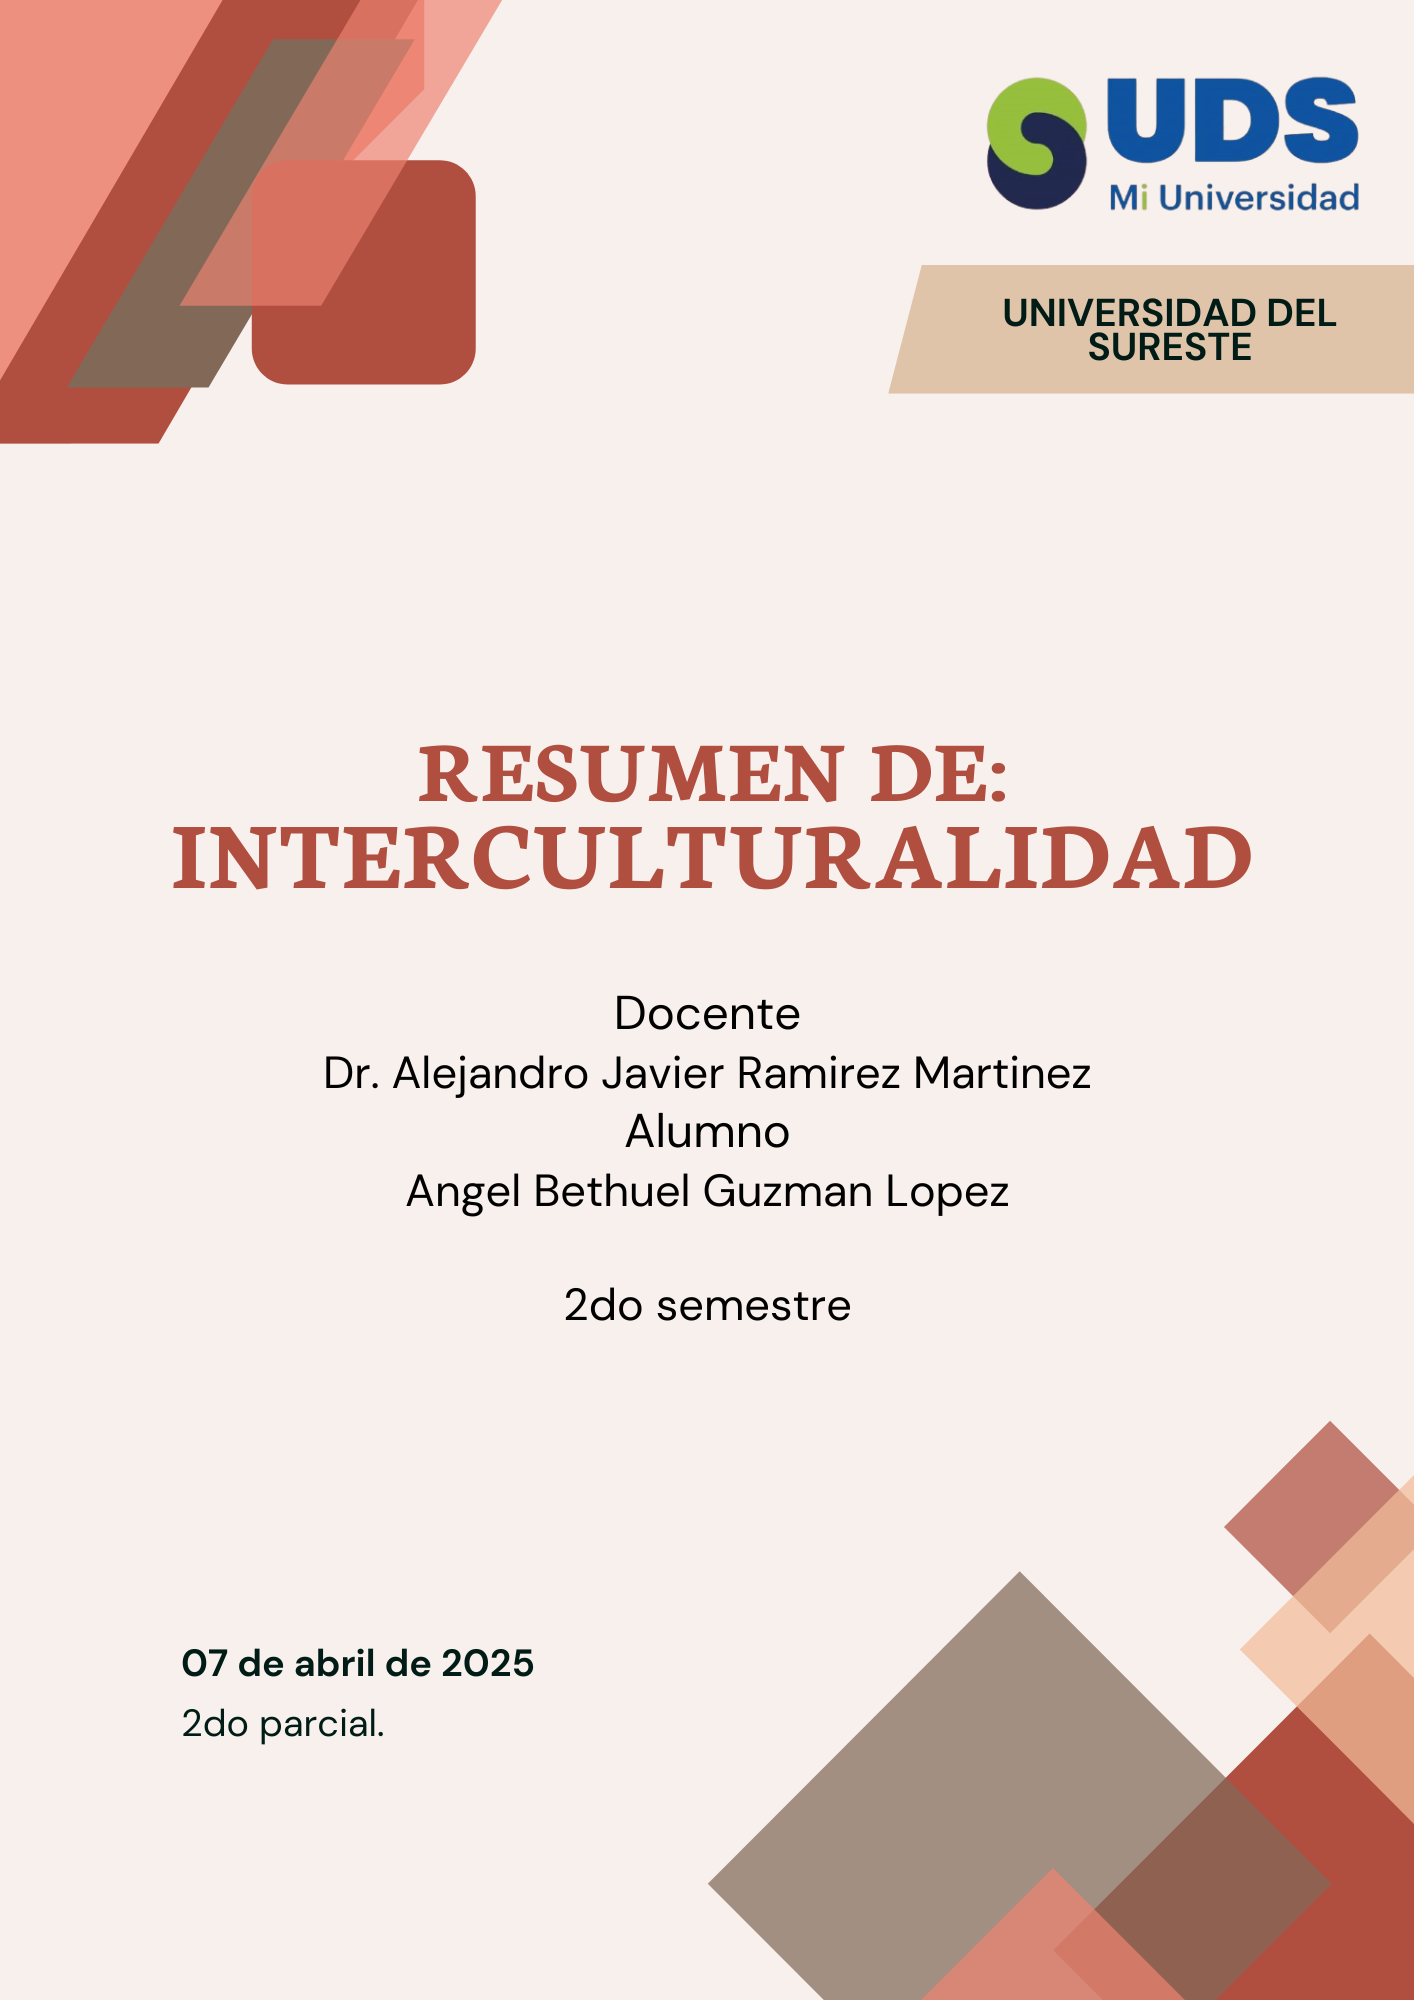 UDS
Mi Universidad
UNIVERSIDAD DEL
SURESTE
RESUMEN DE:
INTERCULTURALIDAD
Docente
Dr. Alejandro Javier Ramirez Martinez
Alumno
Angel Bethuel Guzman Lopez
2do semestre
07 de abril de 2025
2do parcial.